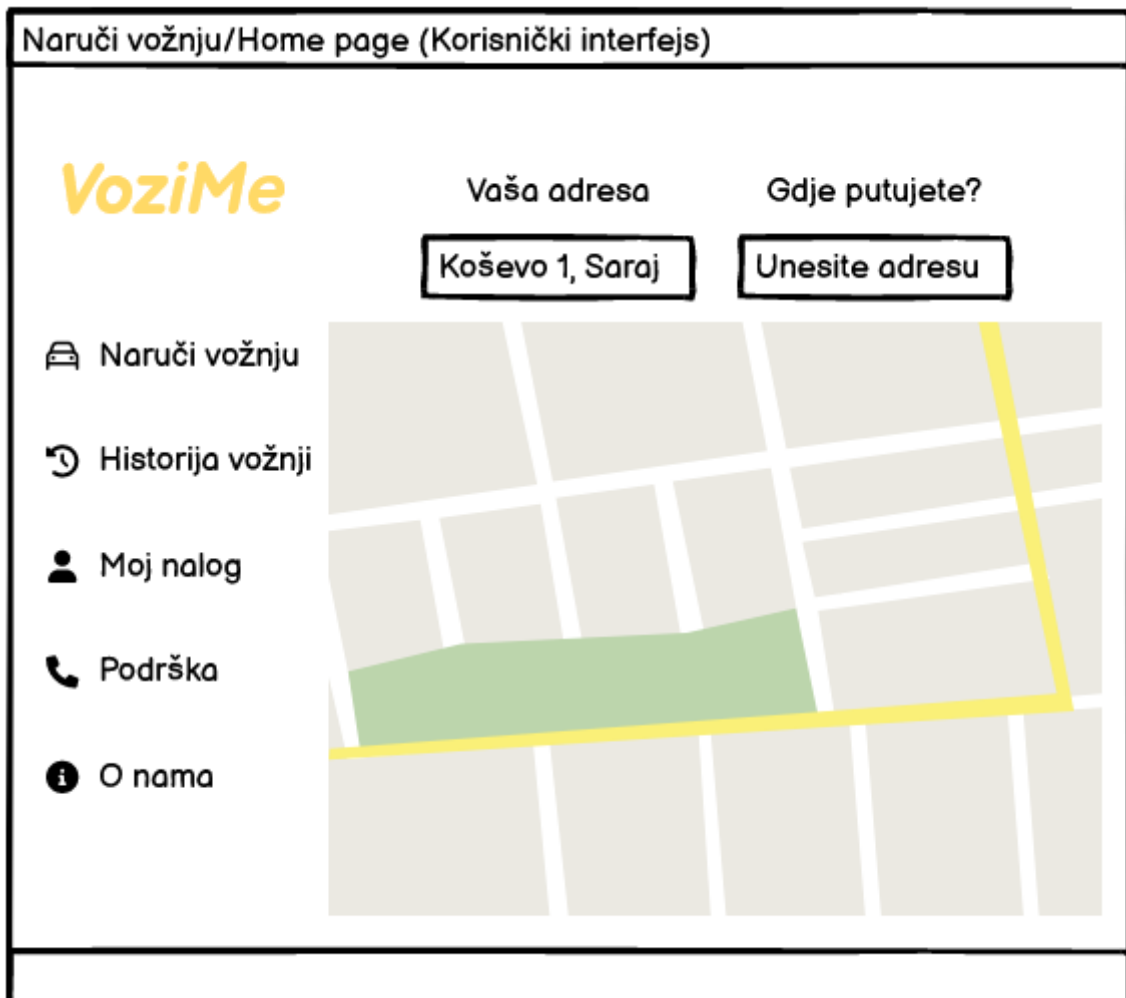 Naruči vožnju/Home page (Korisnički interfejs)
VoziMe
Vaša adresa
Gdje putujete?
Koševo 1, Saraj
Unesite adresu
Naruči vožnju
Historija vožnji
Moj nalog
Podrška
O nama